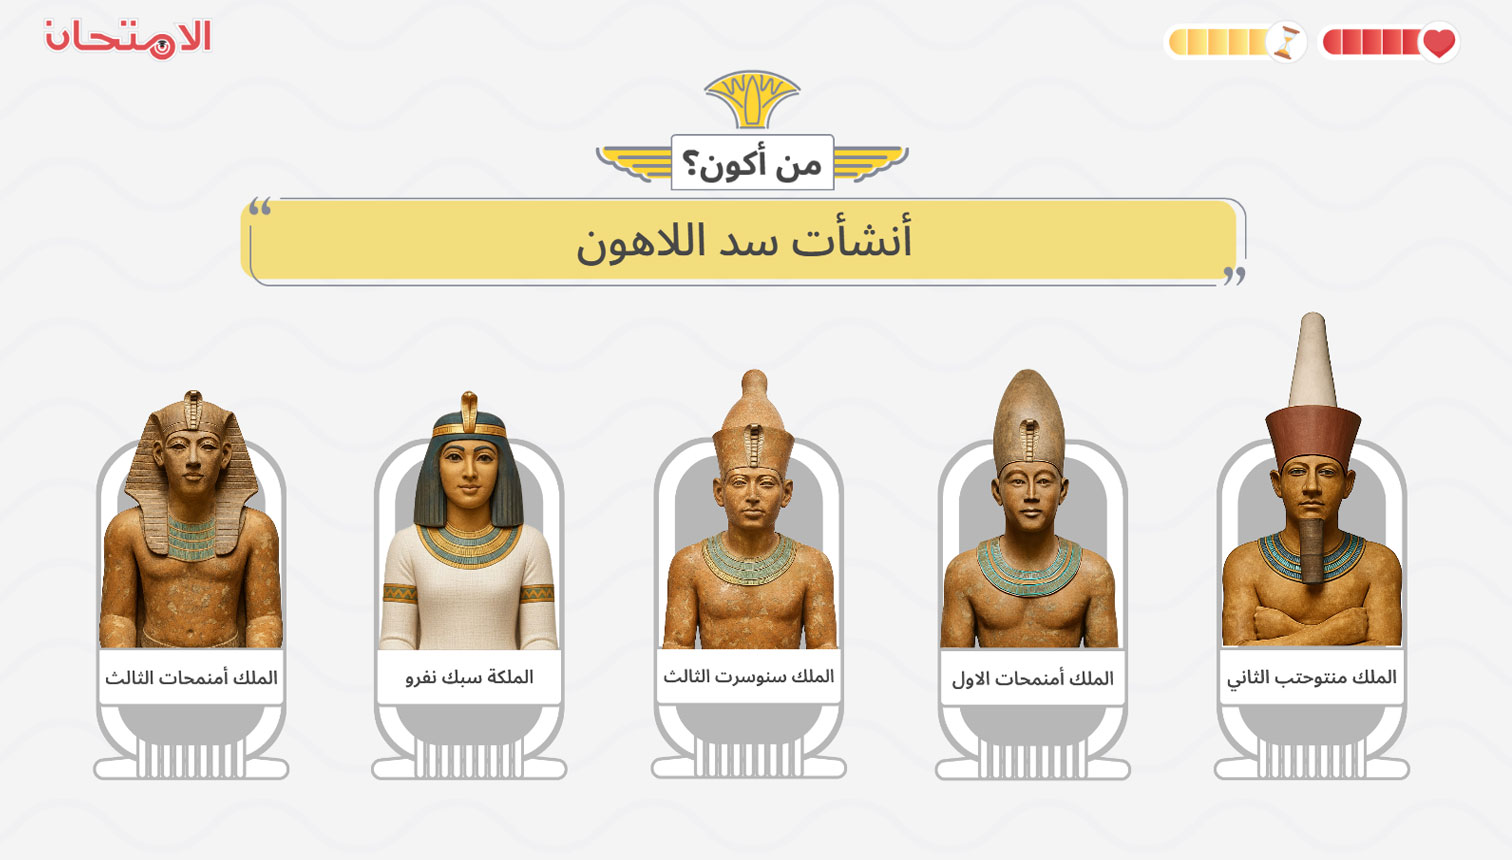 الامتحان
من أكون؟
أنشأت سد اللاهون
الملك منتوحتب الثاني
الملك أمنمحات الاول
الملك سنوسرت الثالث
الملكة سبك نفرو
الملك أمنمحات الثالث